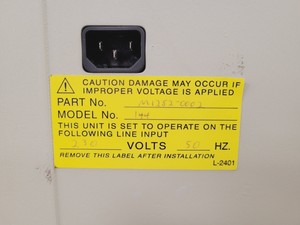 CAUTION DAMAGE MAY OCCUR IF
IMPROPER VOLTAGE IS APPLIED
PART No.
MODEL No. 144
THIS UNIT IS SET TO OPERATE ON THE
FOLLOWING LINE INPUT
230 VOLTS 50 HZ.
REMOVE THIS LABEL AFTER INSTALLATION
L-2401